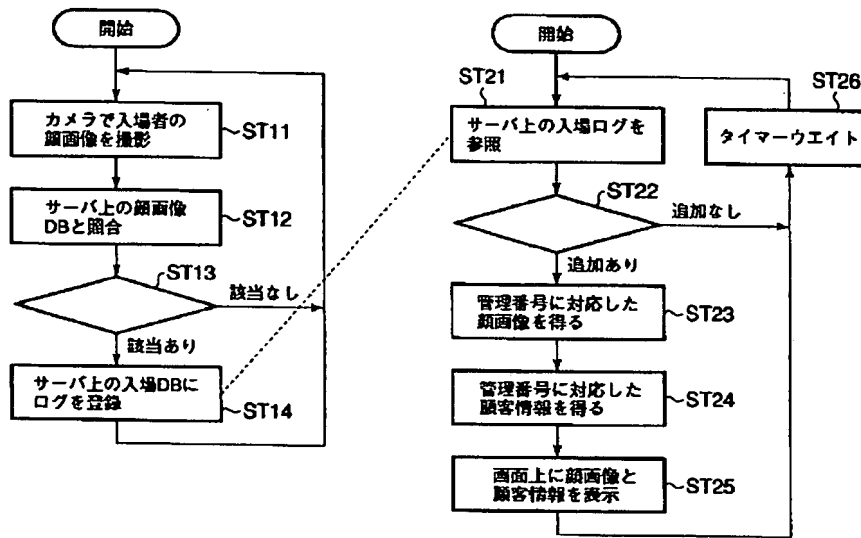 開始
カメラで入場者の
顔画像を撮影
ST11
サーバ上の顔画像
DBと照合
ST12
ST13
該当なし
該当あり
サーバ上の入場DBに
ログを登録
ST14
開始
ST21
サーバ上の入場ログを
参照
ST26
タイマーウエイト
ST22
追加なし
追加あり
管理番号に対応した
顔画像を得る
ST23
管理番号に対応した
顧客情報を得る
ST24
画面上に顔画像と
顧客情報を表示
ST25